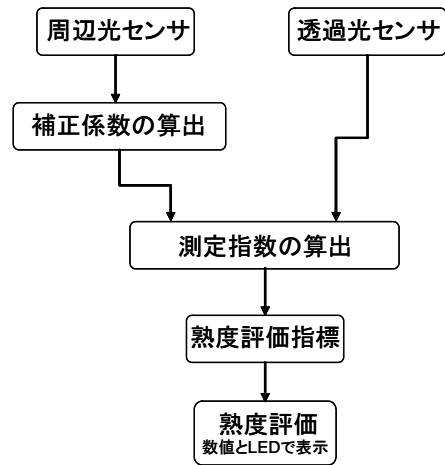 周辺光センサ
透過光センサ
補正係数の算出
測定指数の算出
熟度評価指標
熟度評価
数値とLEDで表示